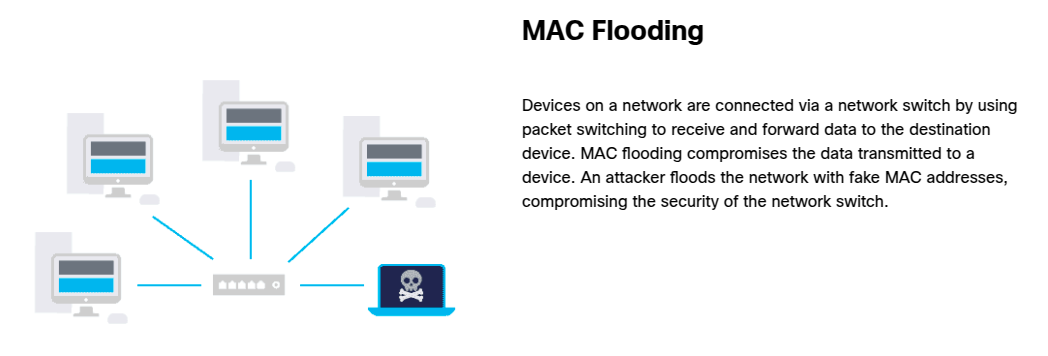 MAC Flooding
Devices on a network are connected via a network switch by using
packet switching to receive and forward data to the destination
device. MAC flooding compromises the data transmitted to a
device. An attacker floods the network with fake MAC addresses,
compromising the security of the network switch.